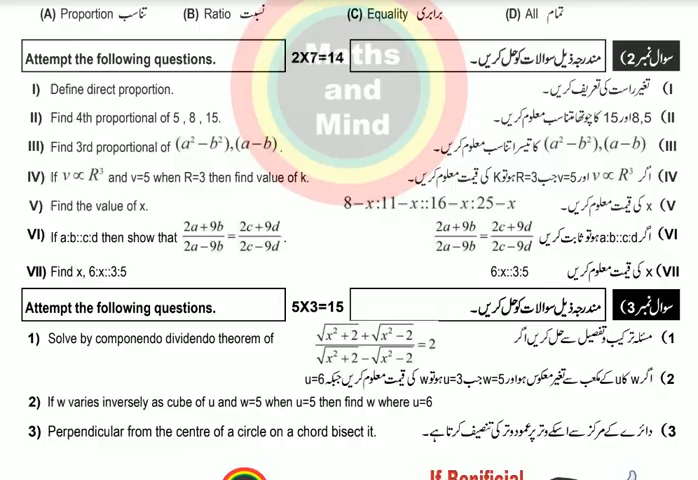 (A) Proportion تناسب (B) Ratio نسبت (C) Equality برابری (D) All تمام
Attempt the following questions. 2X7=14 مندرجہ ذیل سوالات کو حل کریں۔ سوال نمبر 2)
Maths and Mind
I) Define direct proportion. تغیر راست کی تعریف کریں۔ (I
II) Find 4th proportional of 5 , 8 , 15. 8,5 اور 15 کا چوتھا متناسب معلوم کریں۔ (II
III) Find 3rd proportional of (a² − b²),(a − b). (a² − b²),(a − b) کا تیسرا تناسب معلوم کریں۔ (III
IV) If v ∝ R³ and v=5 when R=3 then find value of k. اگر v ∝ R³ اور v=5 جب R=3 ہو تو K کی قیمت معلوم کریں۔ (IV
V) Find the value of x. 8−x:11−x::16−x:25−x x کی قیمت معلوم کریں۔ (V
VI) If a:b::c:d then show that (2a+9b)/(2a−9b) = (2c+9d)/(2c−9d). (2a+9b)/(2a−9b) = (2c+9d)/(2c−9d) اگر a:b::c:d ہو تو ثابت کریں (VI
VII) Find x, 6:x::3:5 6:x::3:5 x کی قیمت معلوم کریں (VII
Attempt the following questions. 5X3=15 مندرجہ ذیل سوالات کو حل کریں۔ سوال نمبر 3)
1) Solve by componendo dividendo theorem of (√(x²+2)+√(x²−2))/(√(x²+2)−√(x²−2)) = 2 مسئلہ ترکیب و تفصیل سے حل کریں اگر (1
اگر w کا u کے مکعب سے تغیر معکوس ہو اور w=5 جب u=3 ہو تو w کی قیمت معلوم کریں جبکہ u=6 (2
2) If w varies inversely as cube of u and w=5 when u=5 then find w where u=6
3) Perpendicular from the centre of a circle on a chord bisect it. دائرے کے مرکز سے اسکے وتر پر عمود وتر کی تنصیف کرتا ہے۔ (3
If Benificial